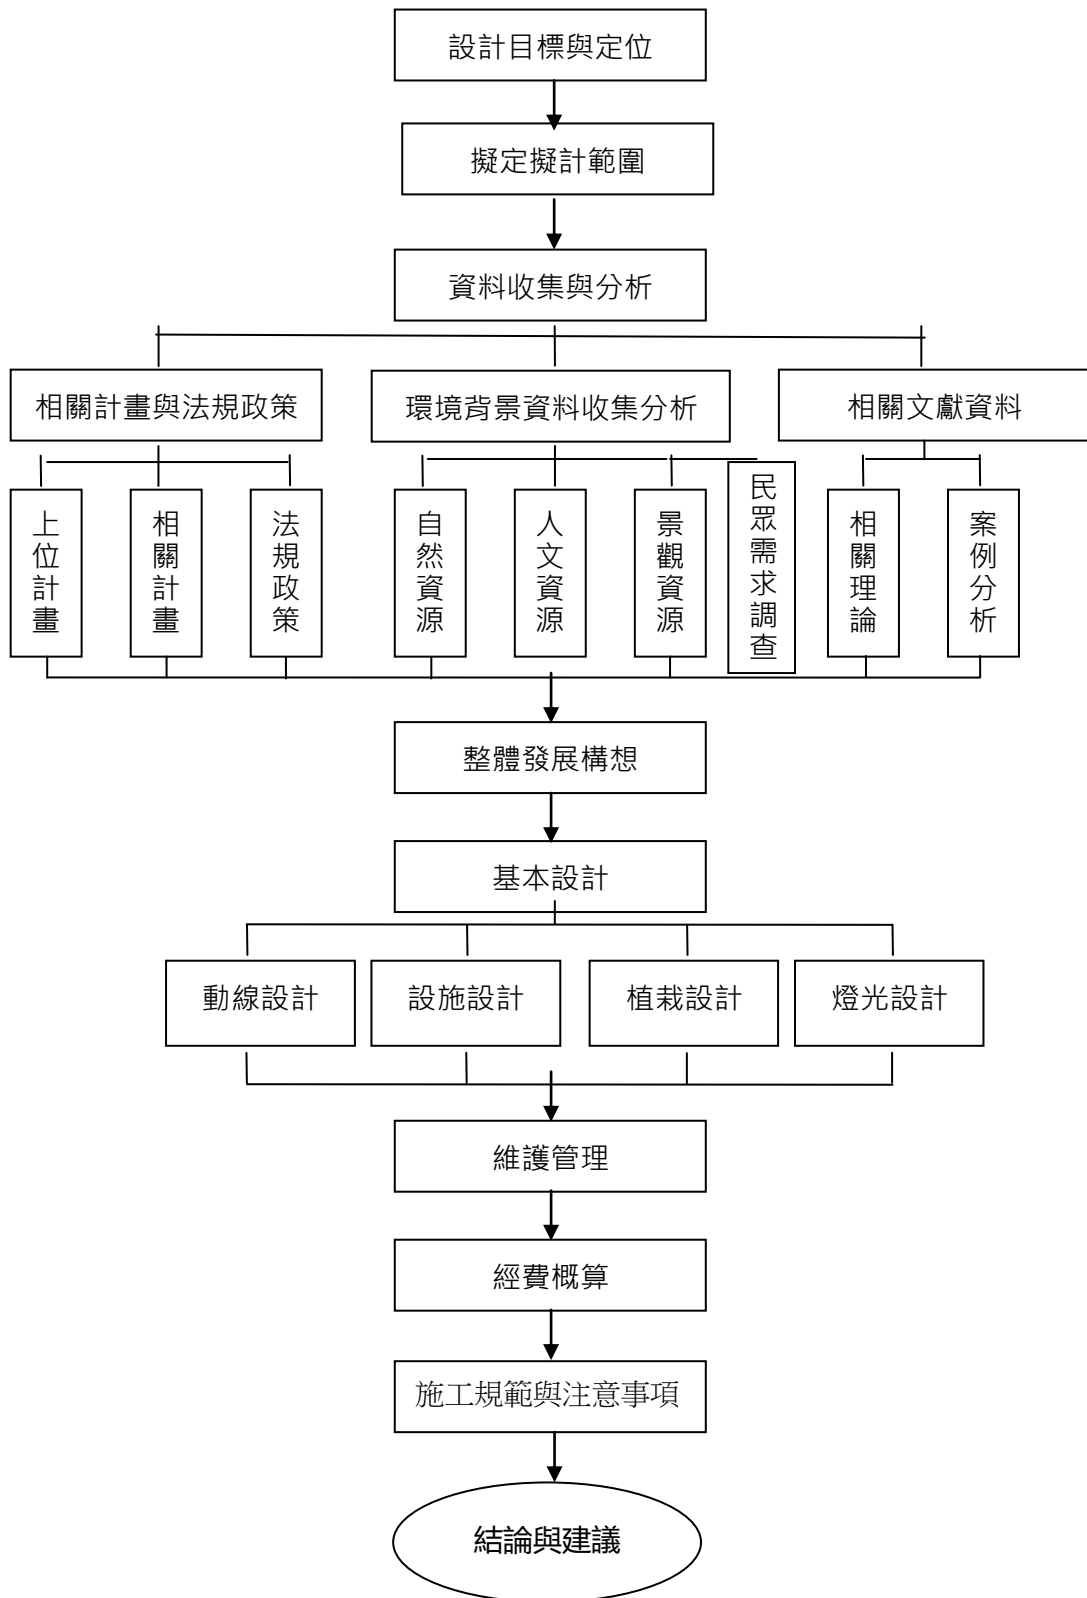 設計目標與定位
擬定擬計範圍
資料收集與分析
相關計畫與法規政策
環境背景資料收集分析
相關文獻資料
上位計畫
相關計畫
法規政策
自然資源
人文資源
景觀資源
民眾需求調查
相關理論
案例分析
整體發展構想
基本設計
動線設計
設施設計
植栽設計
燈光設計
維護管理
經費概算
施工規範與注意事項
結論與建議